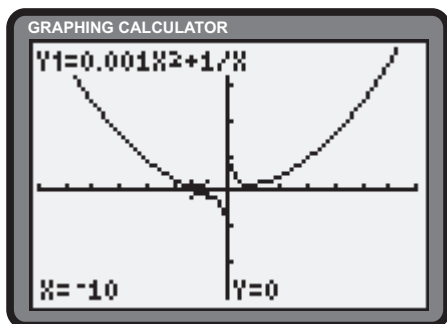 GRAPHING CALCULATOR
Y1=0.001X²+1/X
X=⁻10 Y=0